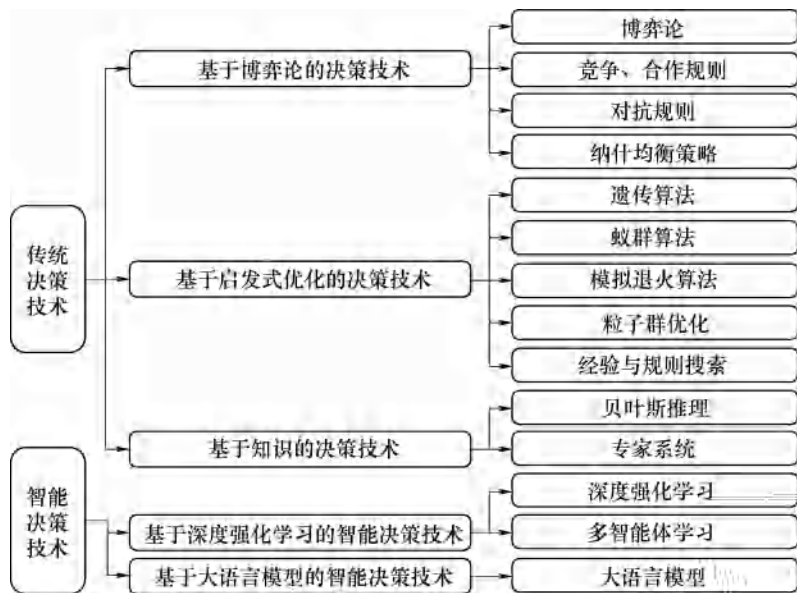 传统
决策
技术
基于博弈论的决策技术
博弈论
竞争、合作规则
对抗规则
纳什均衡策略
基于启发式优化的决策技术
遗传算法
蚁群算法
模拟退火算法
粒子群优化
经验与规则搜索
基于知识的决策技术
贝叶斯推理
专家系统
智能
决策
技术
基于深度强化学习的智能决策技术
深度强化学习
多智能体学习
基于大语言模型的智能决策技术
大语言模型